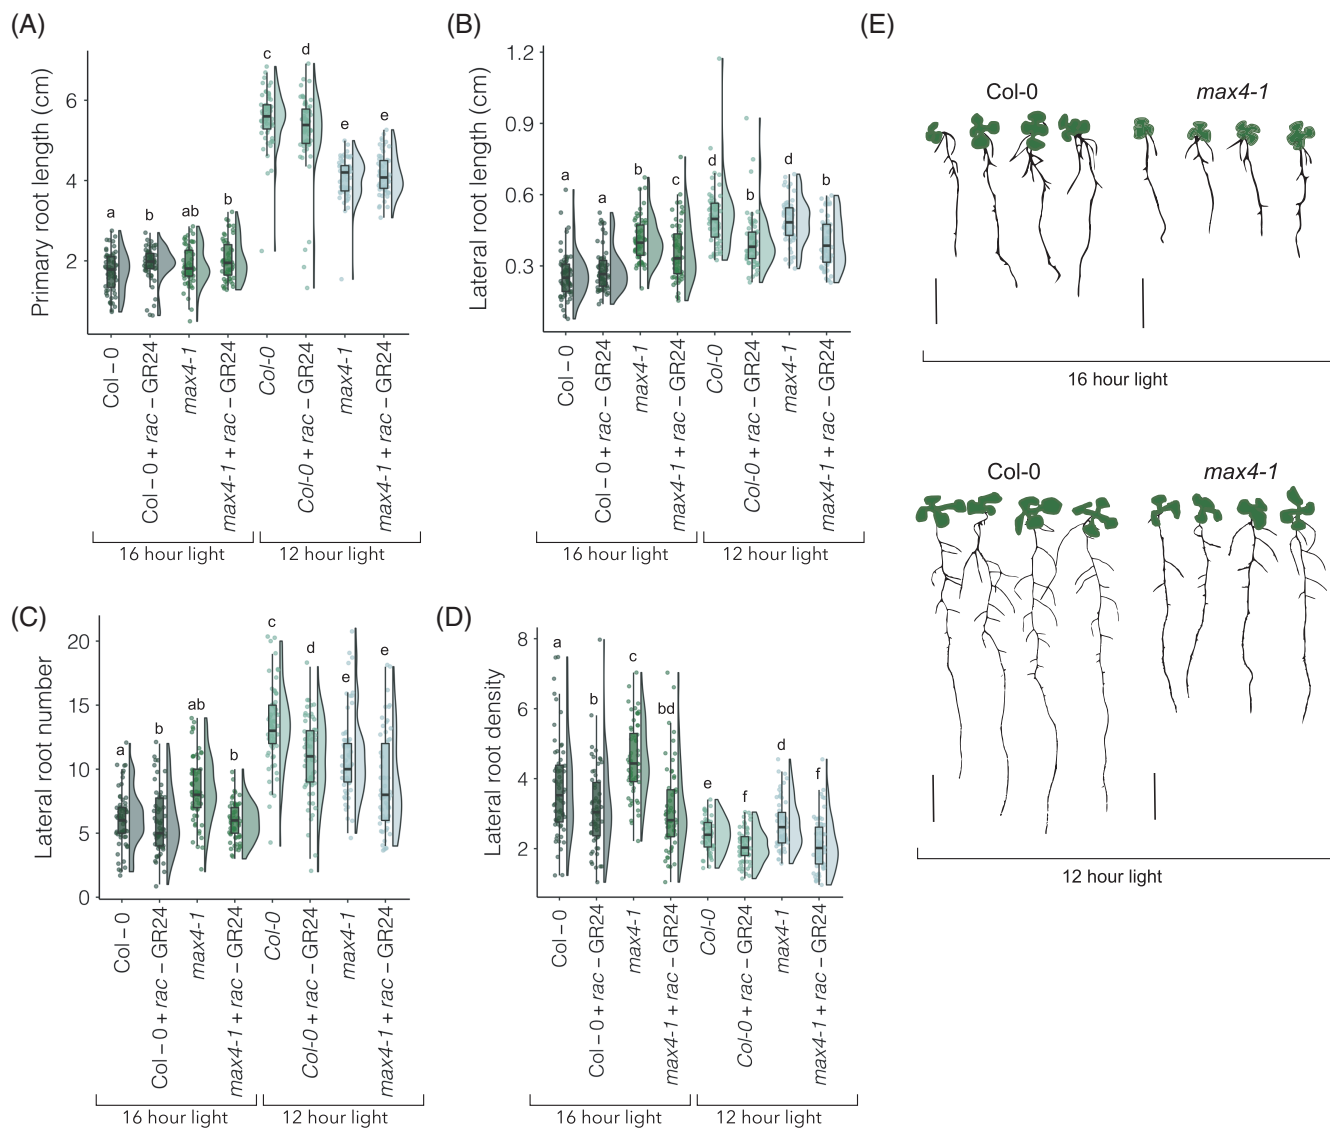 (A)
Primary root length (cm)
6
4
2
a
b
ab
b
c
d
e
e
Col – 0
Col – 0 + rac – GR24
max4-1
max4-1 + rac – GR24
Col-0
Col-0 + rac – GR24
max4-1
max4-1 + rac – GR24
16 hour light
12 hour light
(B)
Lateral root length (cm)
1.2
0.9
0.6
0.3
a
a
b
c
d
b
d
b
Col – 0
Col – 0 + rac – GR24
max4-1
max4-1 + rac – GR24
Col-0
Col-0 + rac – GR24
max4-1
max4-1 + rac – GR24
16 hour light
12 hour light
(E)
Col-0
max4-1
16 hour light
Col-0
max4-1
12 hour light
(C)
Lateral root number
20
15
10
5
0
a
b
ab
b
c
d
e
e
Col – 0
Col – 0 + rac – GR24
max4-1
max4-1 + rac – GR24
Col-0
Col-0 + rac – GR24
max4-1
max4-1 + rac – GR24
16 hour light
12 hour light
(D)
Lateral root density
8
6
4
2
a
b
c
bd
e
f
d
f
Col – 0
Col – 0 + rac – GR24
max4-1
max4-1 + rac – GR24
Col-0
Col-0 + rac – GR24
max4-1
max4-1 + rac – GR24
16 hour light
12 hour light